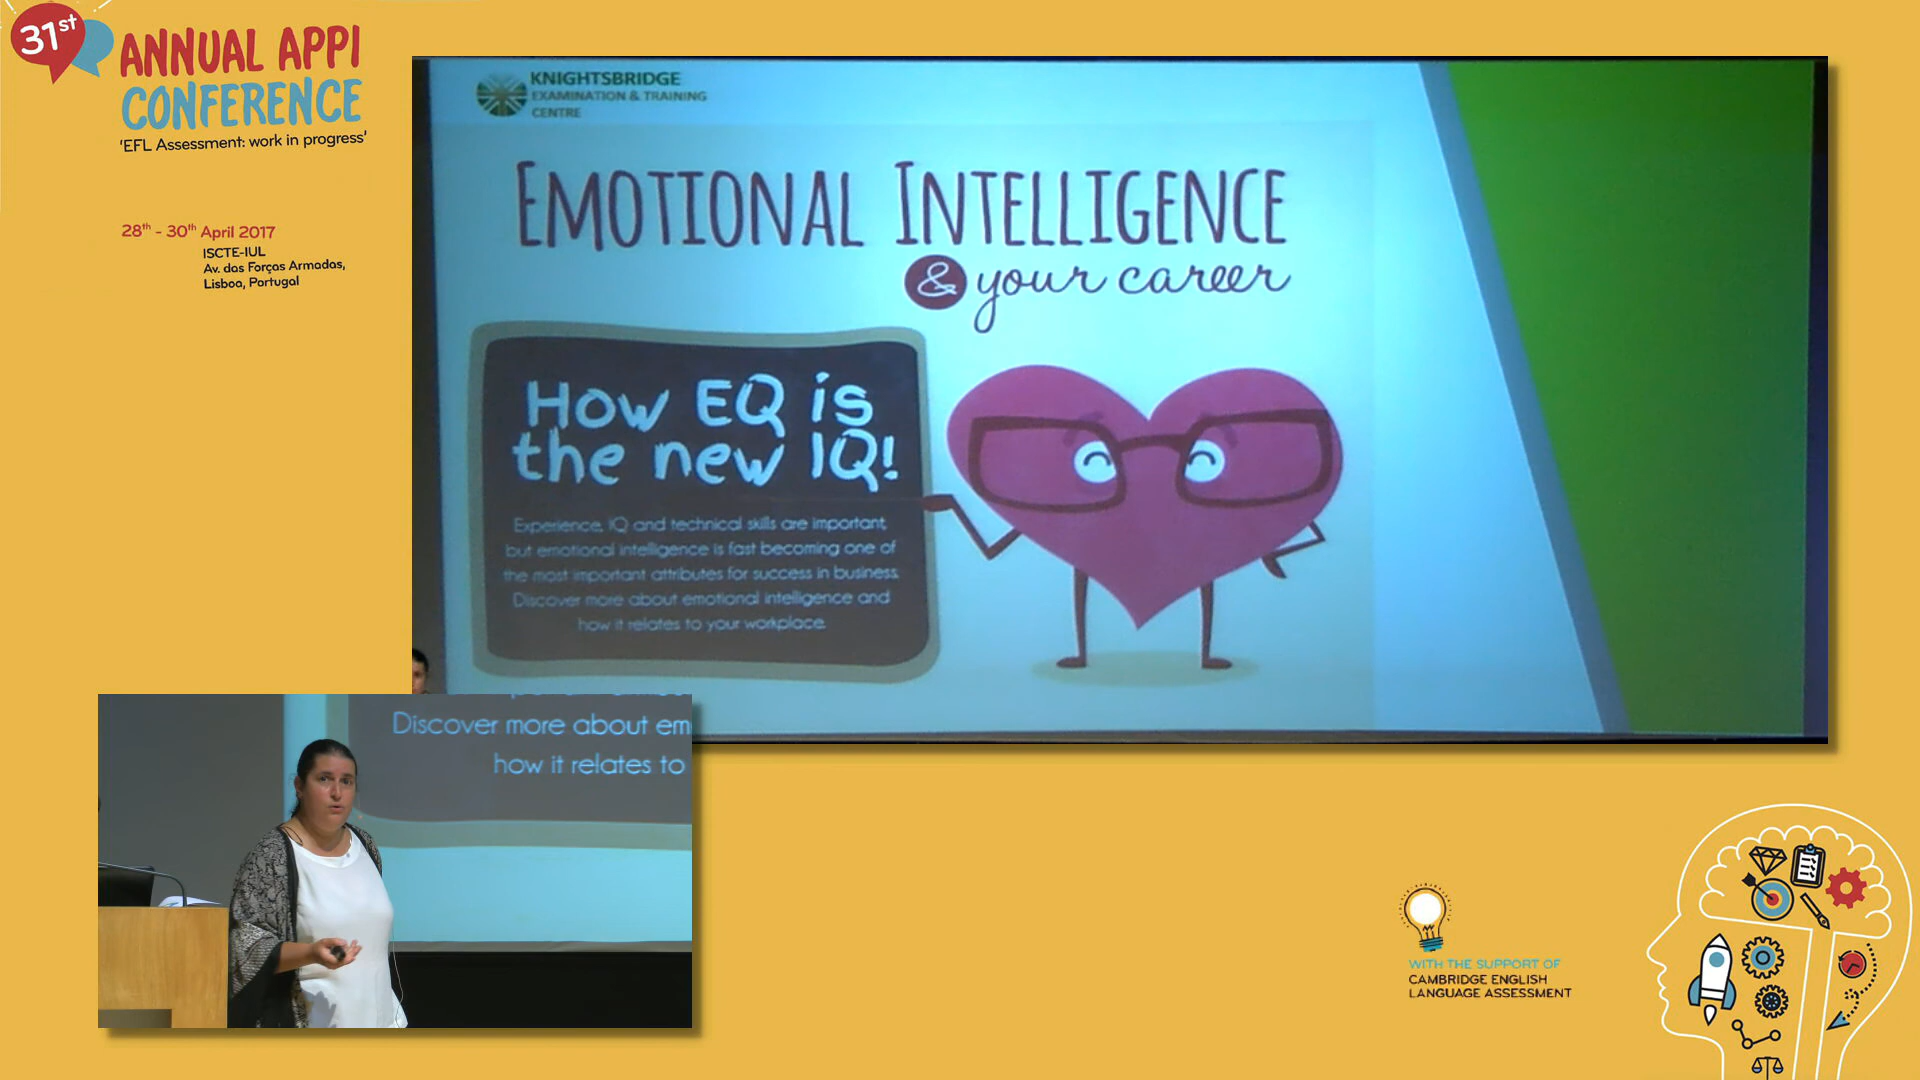 31st
ANNUAL APPI
CONFERENCE
'EFL Assessment: work in progress'
28th - 30th April 2017
ISCTE-IUL
Av. das Forças Armadas,
Lisboa, Portugal
KNIGHTSBRIDGE
EXAMINATION & TRAINING
CENTRE
EMOTIONAL INTELLIGENCE
& your career
How EQ is
the new IQ!
Experience, IQ and technical skills are important,
but emotional intelligence is fast becoming one of
the most important attributes for success in business.
Discover more about emotional intelligence and
how it relates to your workplace.
Discover more about em
how it relates to
WITH THE SUPPORT OF
CAMBRIDGE ENGLISH
LANGUAGE ASSESSMENT